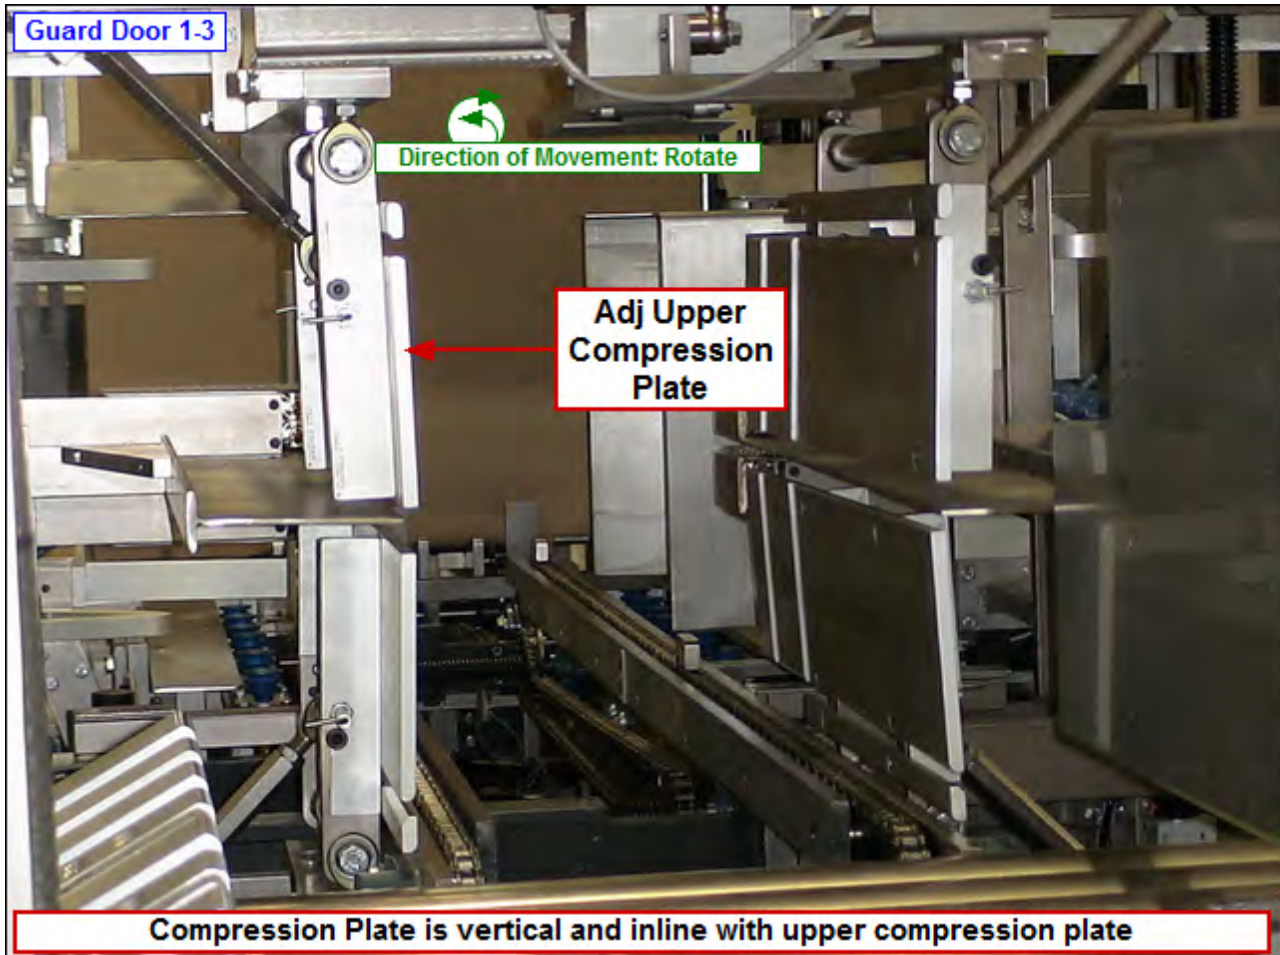 Guard Door 1-3
Direction of Movement: Rotate
Adj Upper
Compression
Plate
Compression Plate is vertical and inline with upper compression plate